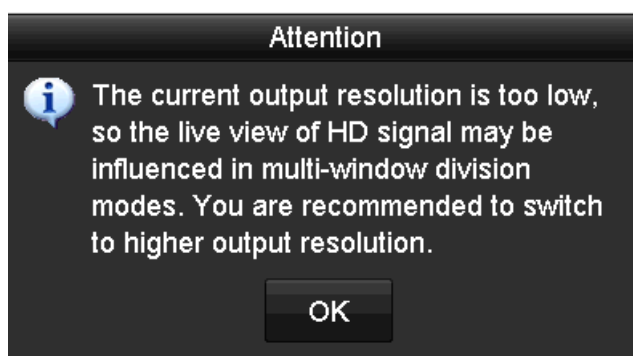 Attention
The current output resolution is too low,
so the live view of HD signal may be
influenced in multi-window division
modes. You are recommended to switch
to higher output resolution.
OK